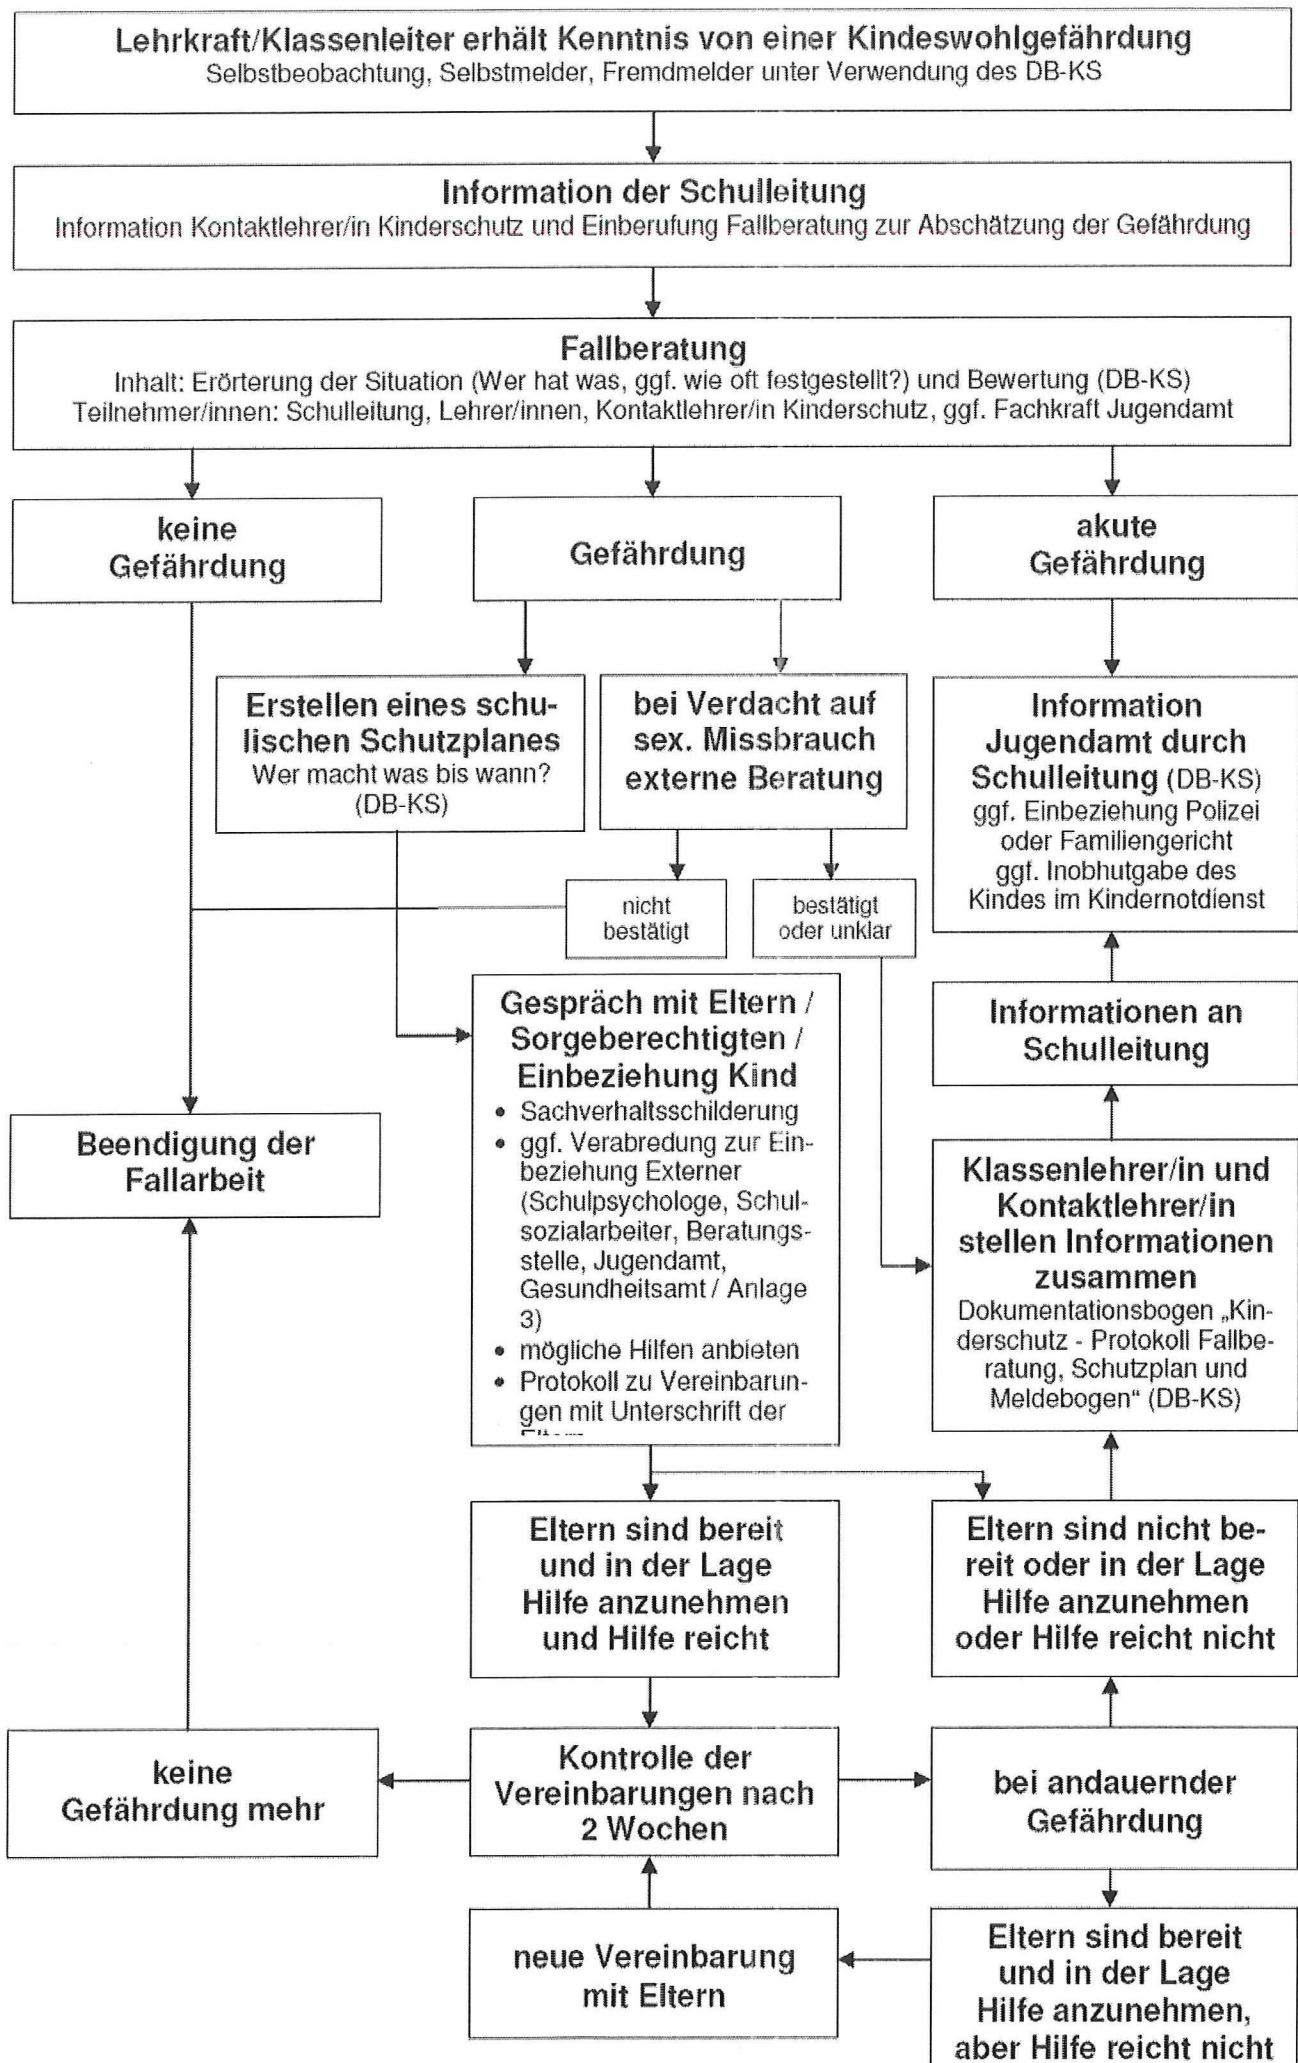 Lehrkraft/Klassenleiter erhält Kenntnis von einer Kindeswohlgefährdung
Selbstbeobachtung, Selbstmelder, Fremdmelder unter Verwendung des DB-KS
Information der Schulleitung
Information Kontaktlehrer/in Kinderschutz und Einberufung Fallberatung zur Abschätzung der Gefährdung
Fallberatung
Inhalt: Erörterung der Situation (Wer hat was, ggf. wie oft festgestellt?) und Bewertung (DB-KS)
Teilnehmer/innen: Schulleitung, Lehrer/innen, Kontaktlehrer/in Kinderschutz, ggf. Fachkraft Jugendamt
keine
Gefährdung
Gefährdung
akute
Gefährdung
Erstellen eines schu-
lischen Schutzplanes
Wer macht was bis wann?
(DB-KS)
bei Verdacht auf
sex. Missbrauch
externe Beratung
Information
Jugendamt durch
Schulleitung (DB-KS)
ggf. Einbeziehung Polizei
oder Familiengericht
ggf. Inobhutgabe des
Kindes im Kindernotdienst
nicht
bestätigt
bestätigt
oder unklar
Gespräch mit Eltern /
Sorgeberechtigten /
Einbeziehung Kind
• Sachverhaltsschilderung
• ggf. Verabredung zur Ein-
beziehung Externer
(Schulpsychologe, Schul-
sozialarbeiter, Beratungs-
stelle, Jugendamt,
Gesundheitsamt / Anlage
3)
• mögliche Hilfen anbieten
• Protokoll zu Vereinbarun-
gen mit Unterschrift der
Informationen an
Schulleitung
Beendigung der
Fallarbeit
Klassenlehrer/in und
Kontaktlehrer/in
stellen Informationen
zusammen
Dokumentationsbogen „Kin-
derschutz - Protokoll Fallbe-
ratung, Schutzplan und
Meldebogen“ (DB-KS)
Eltern sind bereit
und in der Lage
Hilfe anzunehmen
und Hilfe reicht
Eltern sind nicht be-
reit oder in der Lage
Hilfe anzunehmen
oder Hilfe reicht nicht
keine
Gefährdung mehr
Kontrolle der
Vereinbarungen nach
2 Wochen
bei andauernder
Gefährdung
neue Vereinbarung
mit Eltern
Eltern sind bereit
und in der Lage
Hilfe anzunehmen,
aber Hilfe reicht nicht